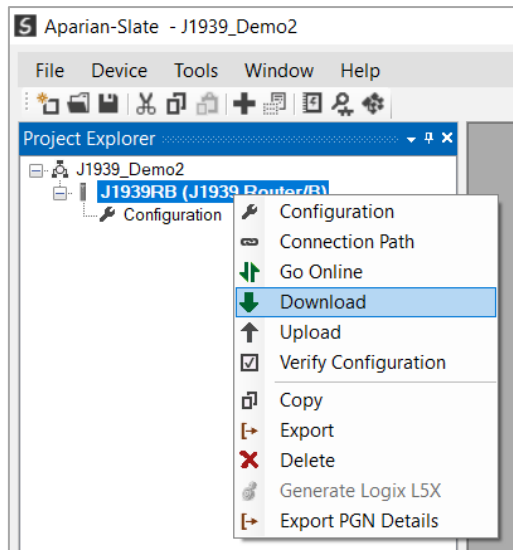 Aparian-Slate - J1939_Demo2
File Device Tools Window Help
Project Explorer
J1939_Demo2
J1939RB (J1939 Router/B)
Configuration
Configuration
Connection Path
Go Online
Download
Upload
Verify Configuration
Copy
Export
Delete
Generate Logix L5X
Export PGN Details